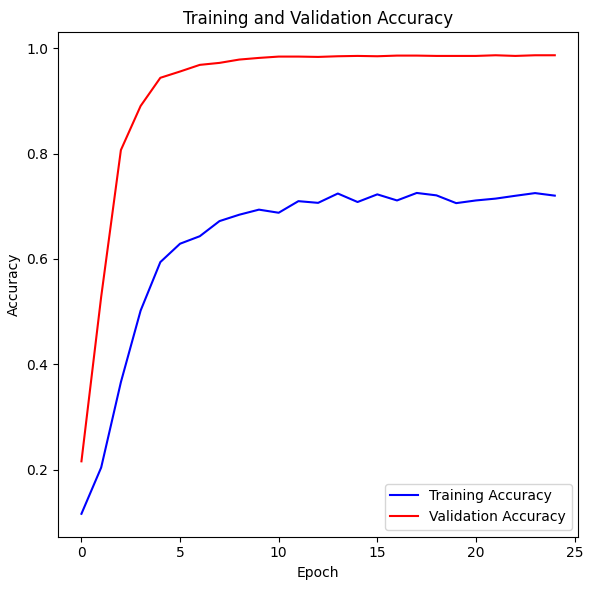 Training and Validation Accuracy
1.0
0.8
0.6
0.4
0.2
Accuracy
Training Accuracy
Validation Accuracy
0 5 10 15 20 25
Epoch